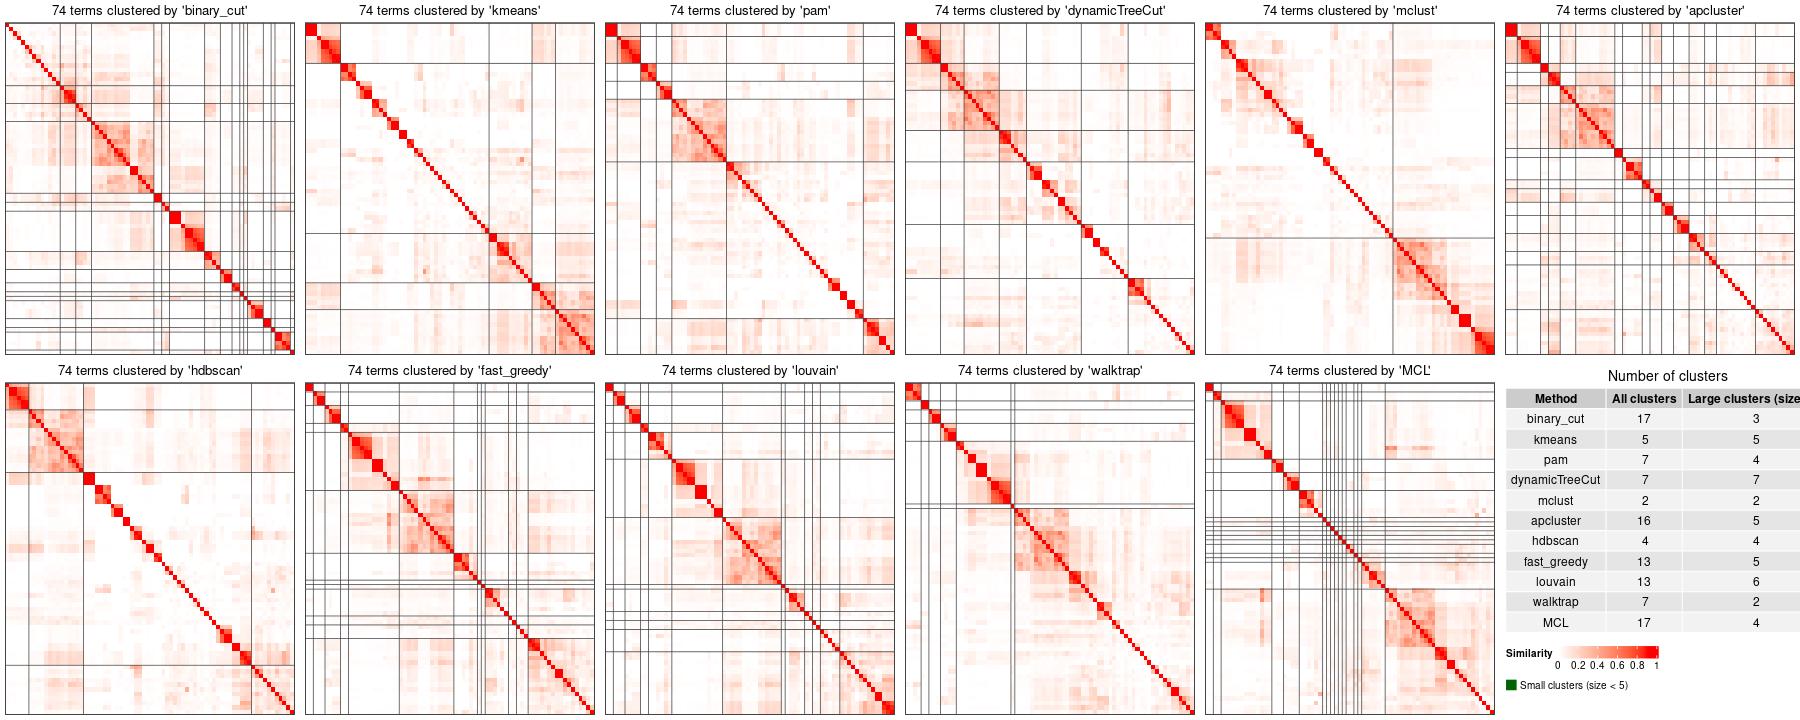 74 terms clustered by 'binary_cut'
74 terms clustered by 'kmeans'
74 terms clustered by 'pam'
74 terms clustered by 'dynamicTreeCut'
74 terms clustered by 'mclust'
74 terms clustered by 'apcluster'
74 terms clustered by 'hdbscan'
74 terms clustered by 'fast_greedy'
74 terms clustered by 'louvain'
74 terms clustered by 'walktrap'
74 terms clustered by 'MCL'
Number of clusters
Method All clusters Large clusters (size
binary_cut 17 3
kmeans 5 5
pam 7 4
dynamicTreeCut 7 7
mclust 2 2
apcluster 16 5
hdbscan 4 4
fast_greedy 13 5
louvain 13 6
walktrap 7 2
MCL 17 4
Similarity
0 0.2 0.4 0.6 0.8 1
Small clusters (size < 5)